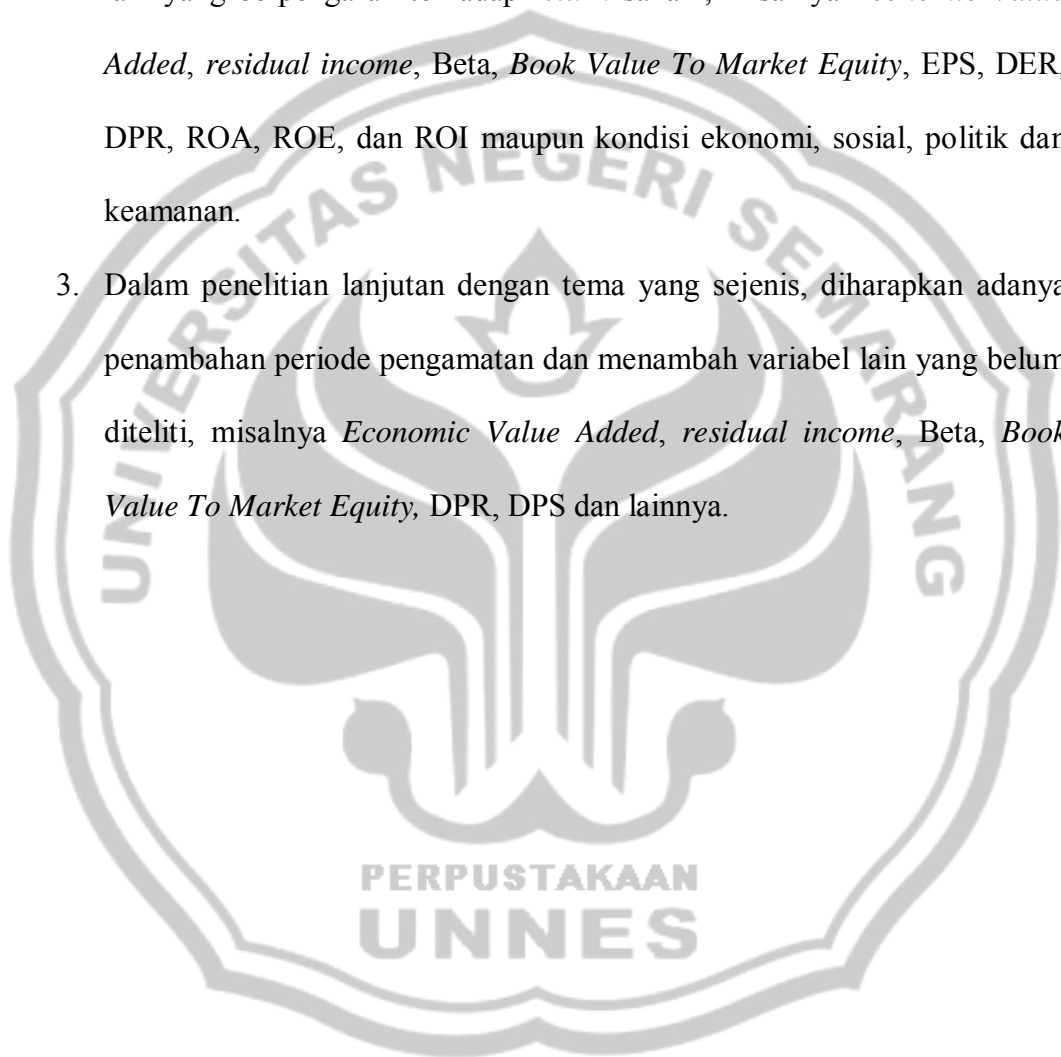 Added, residual income, Beta, Book Value To Market Equity, EPS, DER,
DPR, ROA, ROE, dan ROI maupun kondisi ekonomi, sosial, politik dan
keamanan.
3. Dalam penelitian lanjutan dengan tema yang sejenis, diharapkan adanya
penambahan periode pengamatan dan menambah variabel lain yang belum
diteliti, misalnya Economic Value Added, residual income, Beta, Book
Value To Market Equity, DPR, DPS dan lainnya.
UNIVERSITAS NEGERI SEMARANG
PERPUSTAKAAN
UNNES